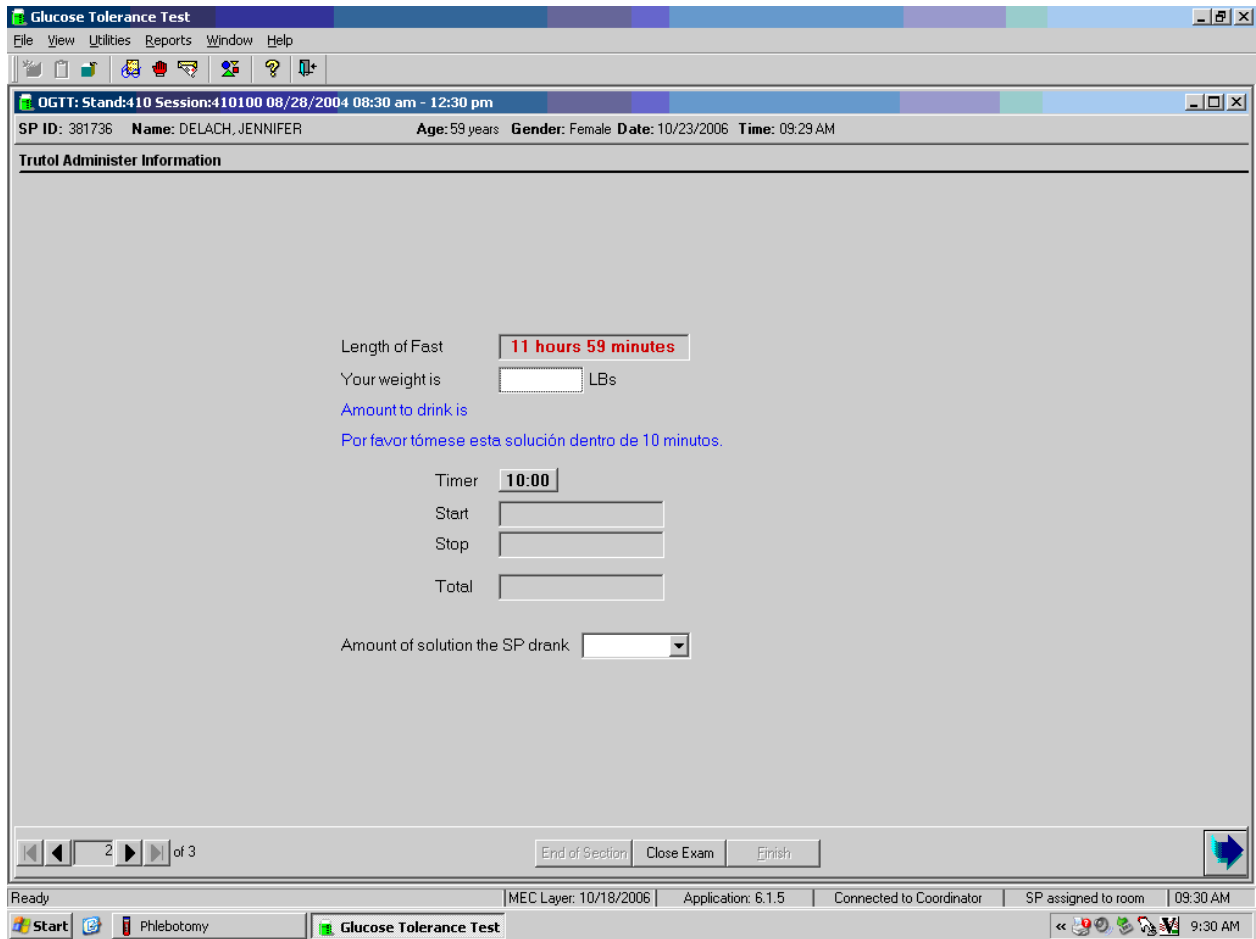 Glucose Tolerance Test
File View Utilities Reports Window Help
OGTT: Stand:410 Session:410100 08/28/2004 08:30 am - 12:30 pm
SP ID: 381736 Name: DELACH, JENNIFER Age: 59 years Gender: Female Date: 10/23/2006 Time: 09:29 AM
Trutol Administer Information
Length of Fast 11 hours 59 minutes
Your weight is LBs
Amount to drink is
Por favor tómese esta solución dentro de 10 minutos.
Timer 10:00
Start
Stop
Total
Amount of solution the SP drank
2 of 3 End of Section Close Exam Finish
Ready MEC Layer: 10/18/2006 Application: 6.1.5 Connected to Coordinator SP assigned to room 09:30 AM
Start Phlebotomy Glucose Tolerance Test « 9:30 AM